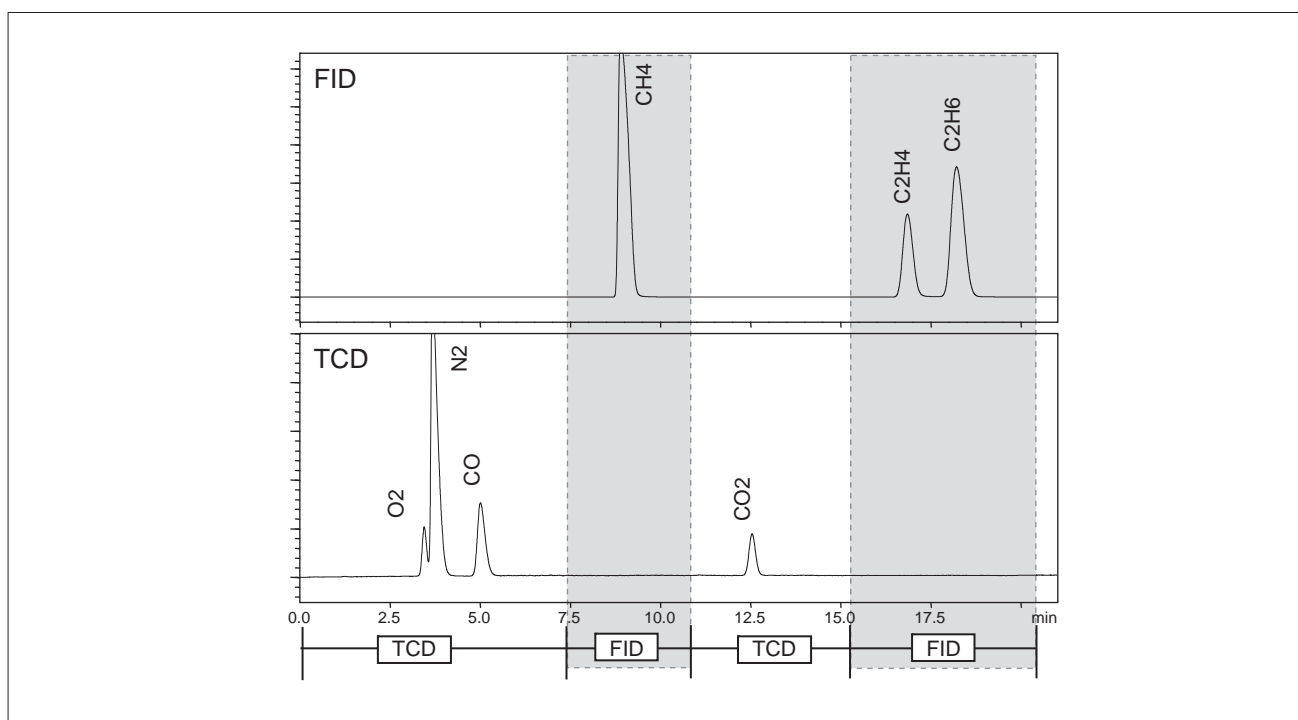 FID
CH4
C2H4
C2H6
TCD
O2
N2
CO
CO2
0.0 2.5 5.0 7.5 10.0 12.5 15.0 17.5 min
TCD FID TCD FID